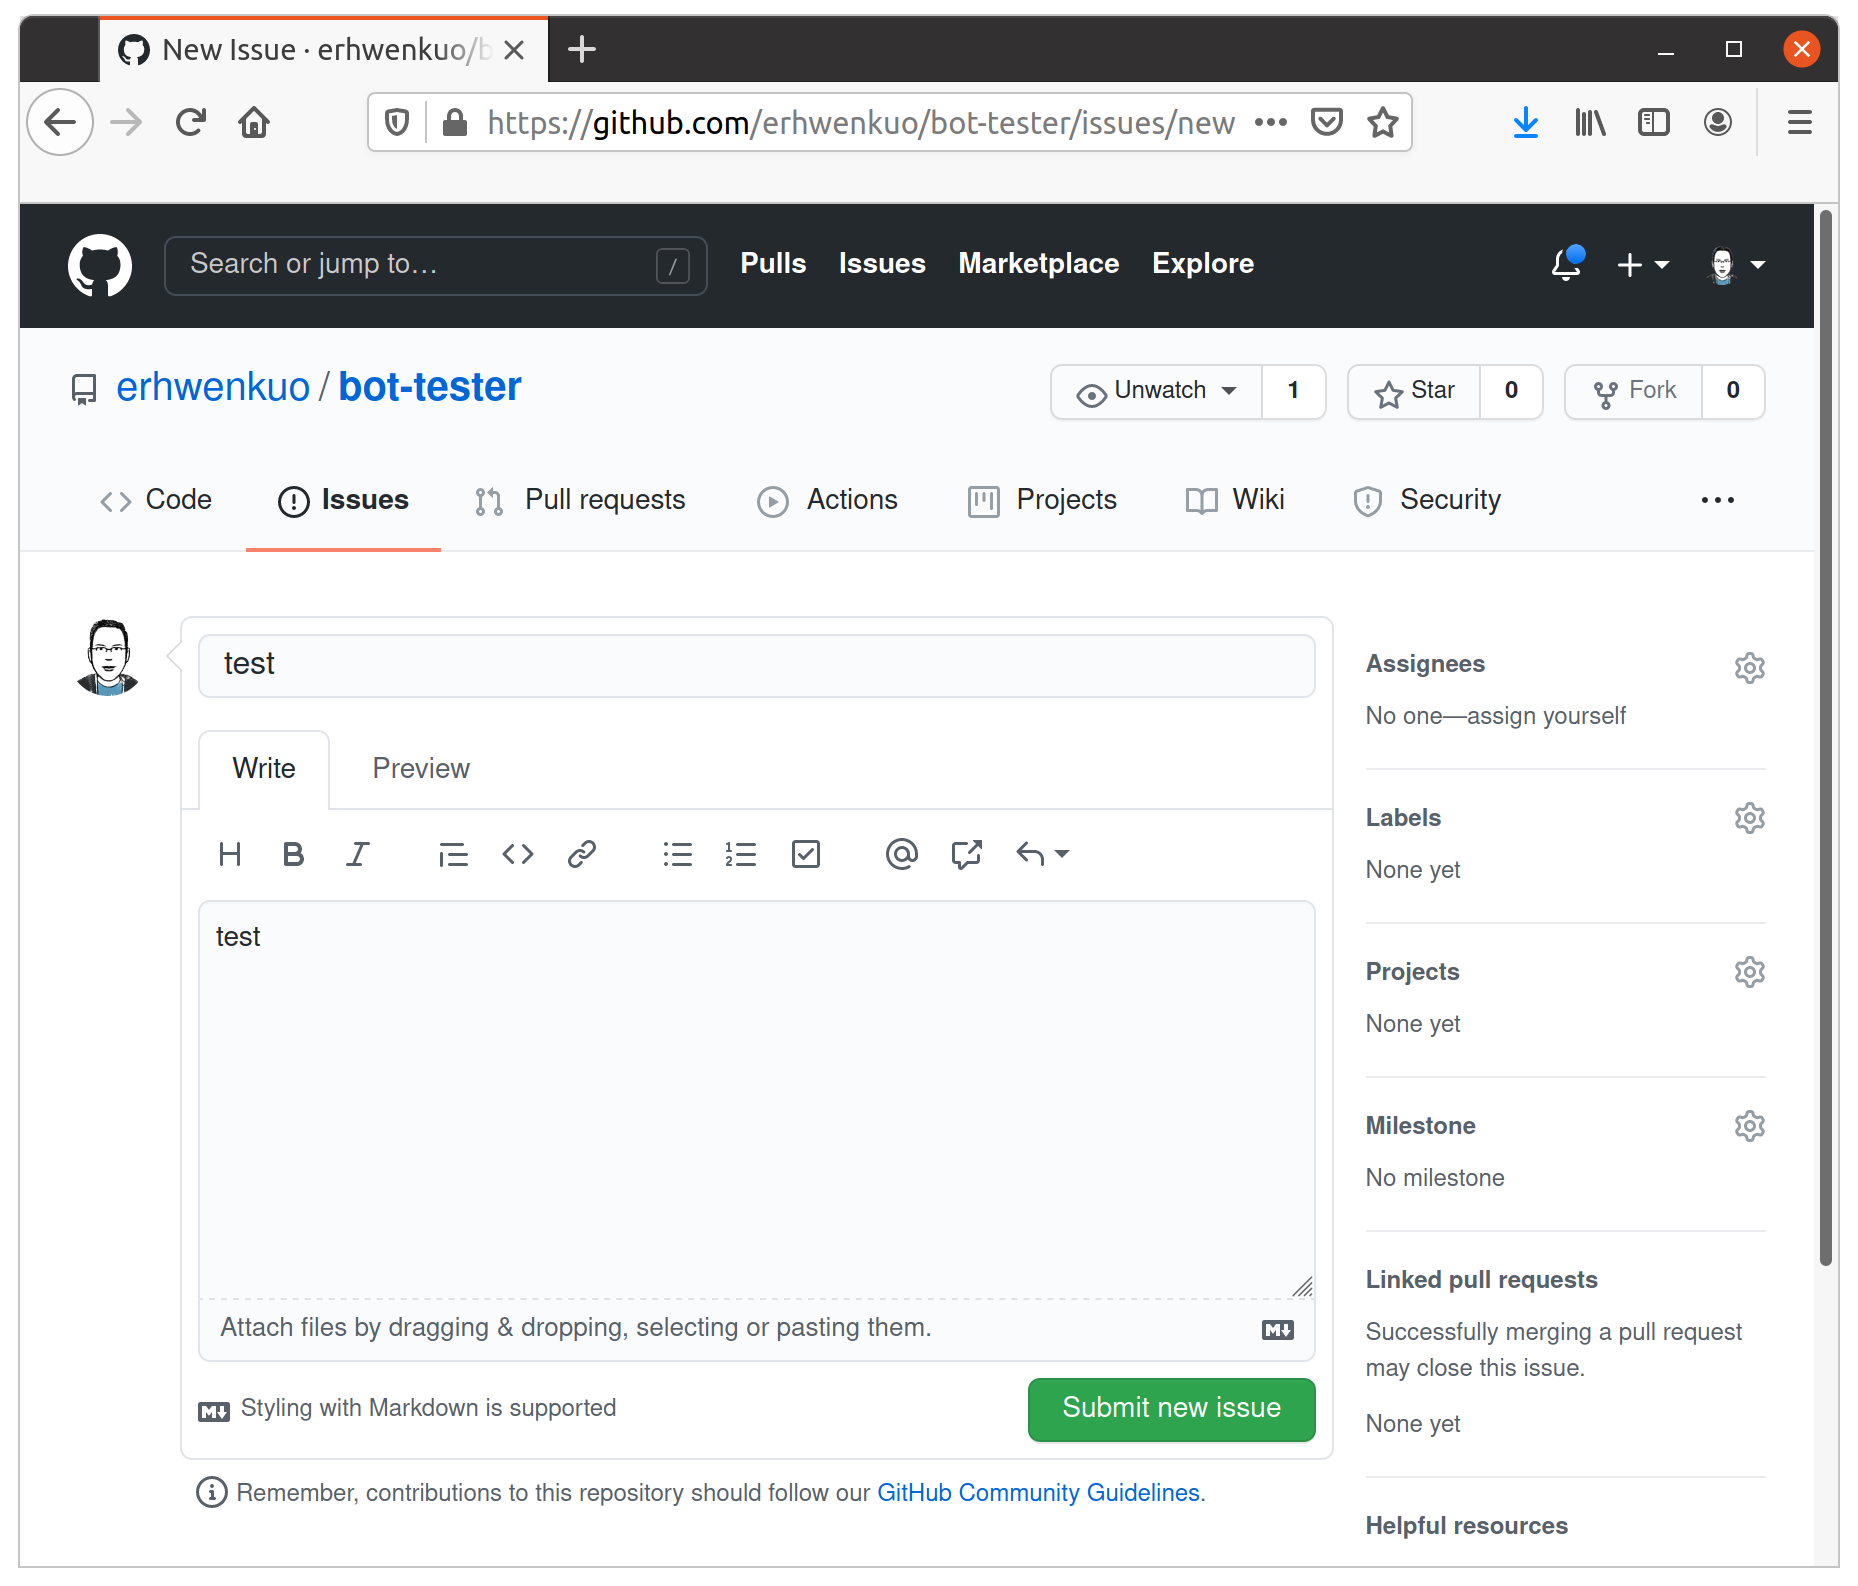 New Issue · erhwenkuo/b
https://github.com/erhwenkuo/bot-tester/issues/new
Search or jump to…
/
Pulls
Issues
Marketplace
Explore
erhwenkuo / bot-tester
Unwatch
1
Star
0
Fork
0
Code
Issues
Pull requests
Actions
Projects
Wiki
Security
test
Write
Preview
test
Attach files by dragging & dropping, selecting or pasting them.
Styling with Markdown is supported
Submit new issue
Remember, contributions to this repository should follow our GitHub Community Guidelines.
Assignees
No one—assign yourself
Labels
None yet
Projects
None yet
Milestone
No milestone
Linked pull requests
Successfully merging a pull request
may close this issue.
None yet
Helpful resources